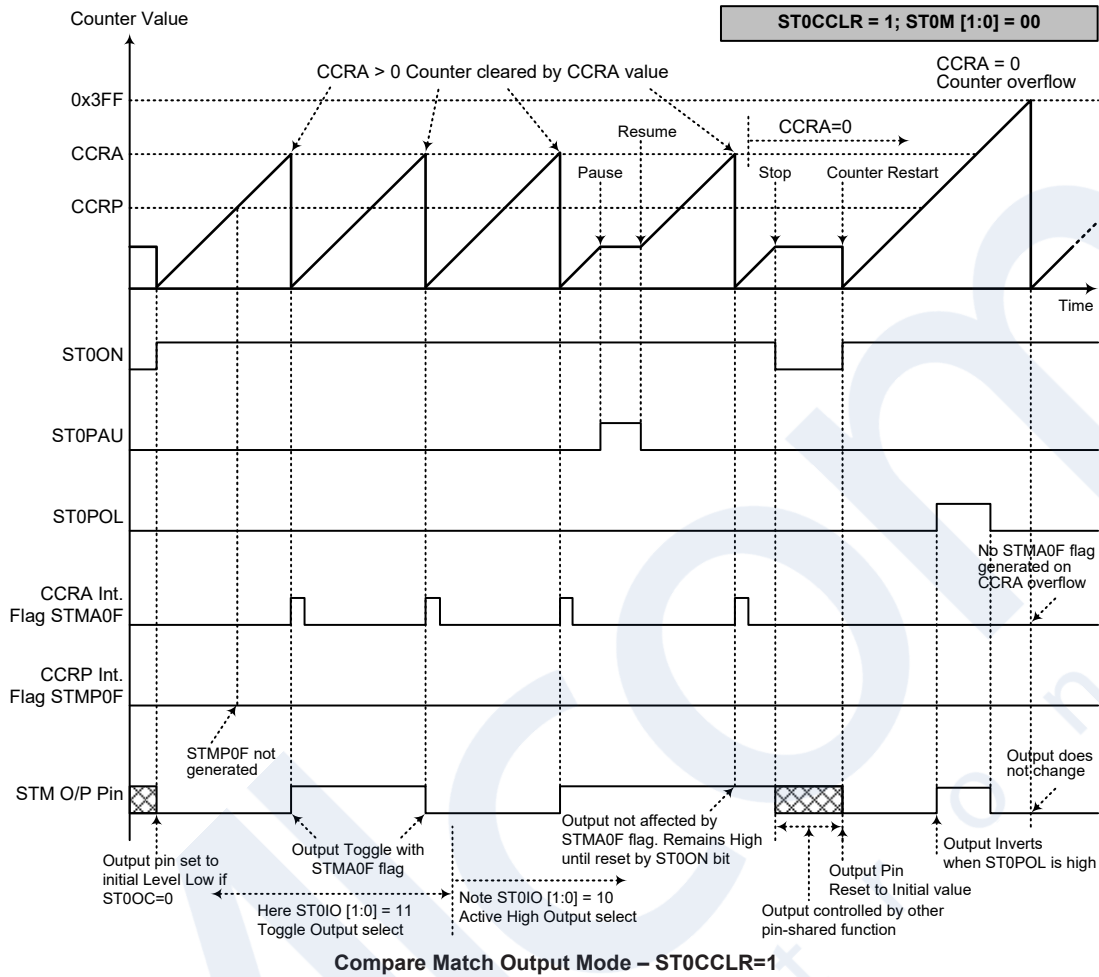 Counter Value
ST0CCLR = 1; ST0M [1:0] = 00
CCRA > 0 Counter cleared by CCRA value
CCRA = 0
Counter overflow
0x3FF
CCRA
CCRP
Pause
Resume
CCRA=0
Stop
Counter Restart
Time
ST0ON
ST0PAU
ST0POL
No STMA0F flag
generated on
CCRA overflow
CCRA Int.
Flag STMA0F
CCRP Int.
Flag STMP0F
STMP0F not
generated
Output does
not change
STM O/P Pin
Output pin set to
initial Level Low if
ST0OC=0
Output Toggle with
STMA0F flag
Output not affected by
STMA0F flag. Remains High
until reset by ST0ON bit
Output Inverts
when ST0POL is high
Output Pin
Reset to Initial value
Here ST0IO [1:0] = 11
Toggle Output select
Note ST0IO [1:0] = 10
Active High Output select
Output controlled by other
pin-shared function
Compare Match Output Mode – ST0CCLR=1